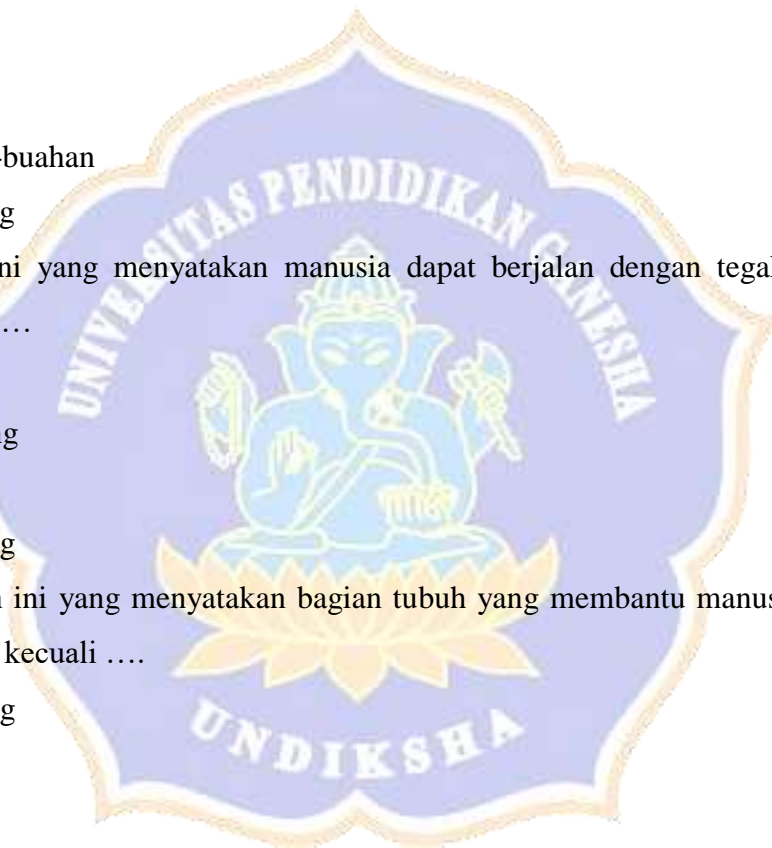 -buahan
UNIVERSITAS PENDIDIKAN GANESHA
g
ni yang menyatakan manusia dapat berjalan dengan tegak
….
ng
g
n ini yang menyatakan bagian tubuh yang membantu manus
kecuali ….
g
UNDIKSHA